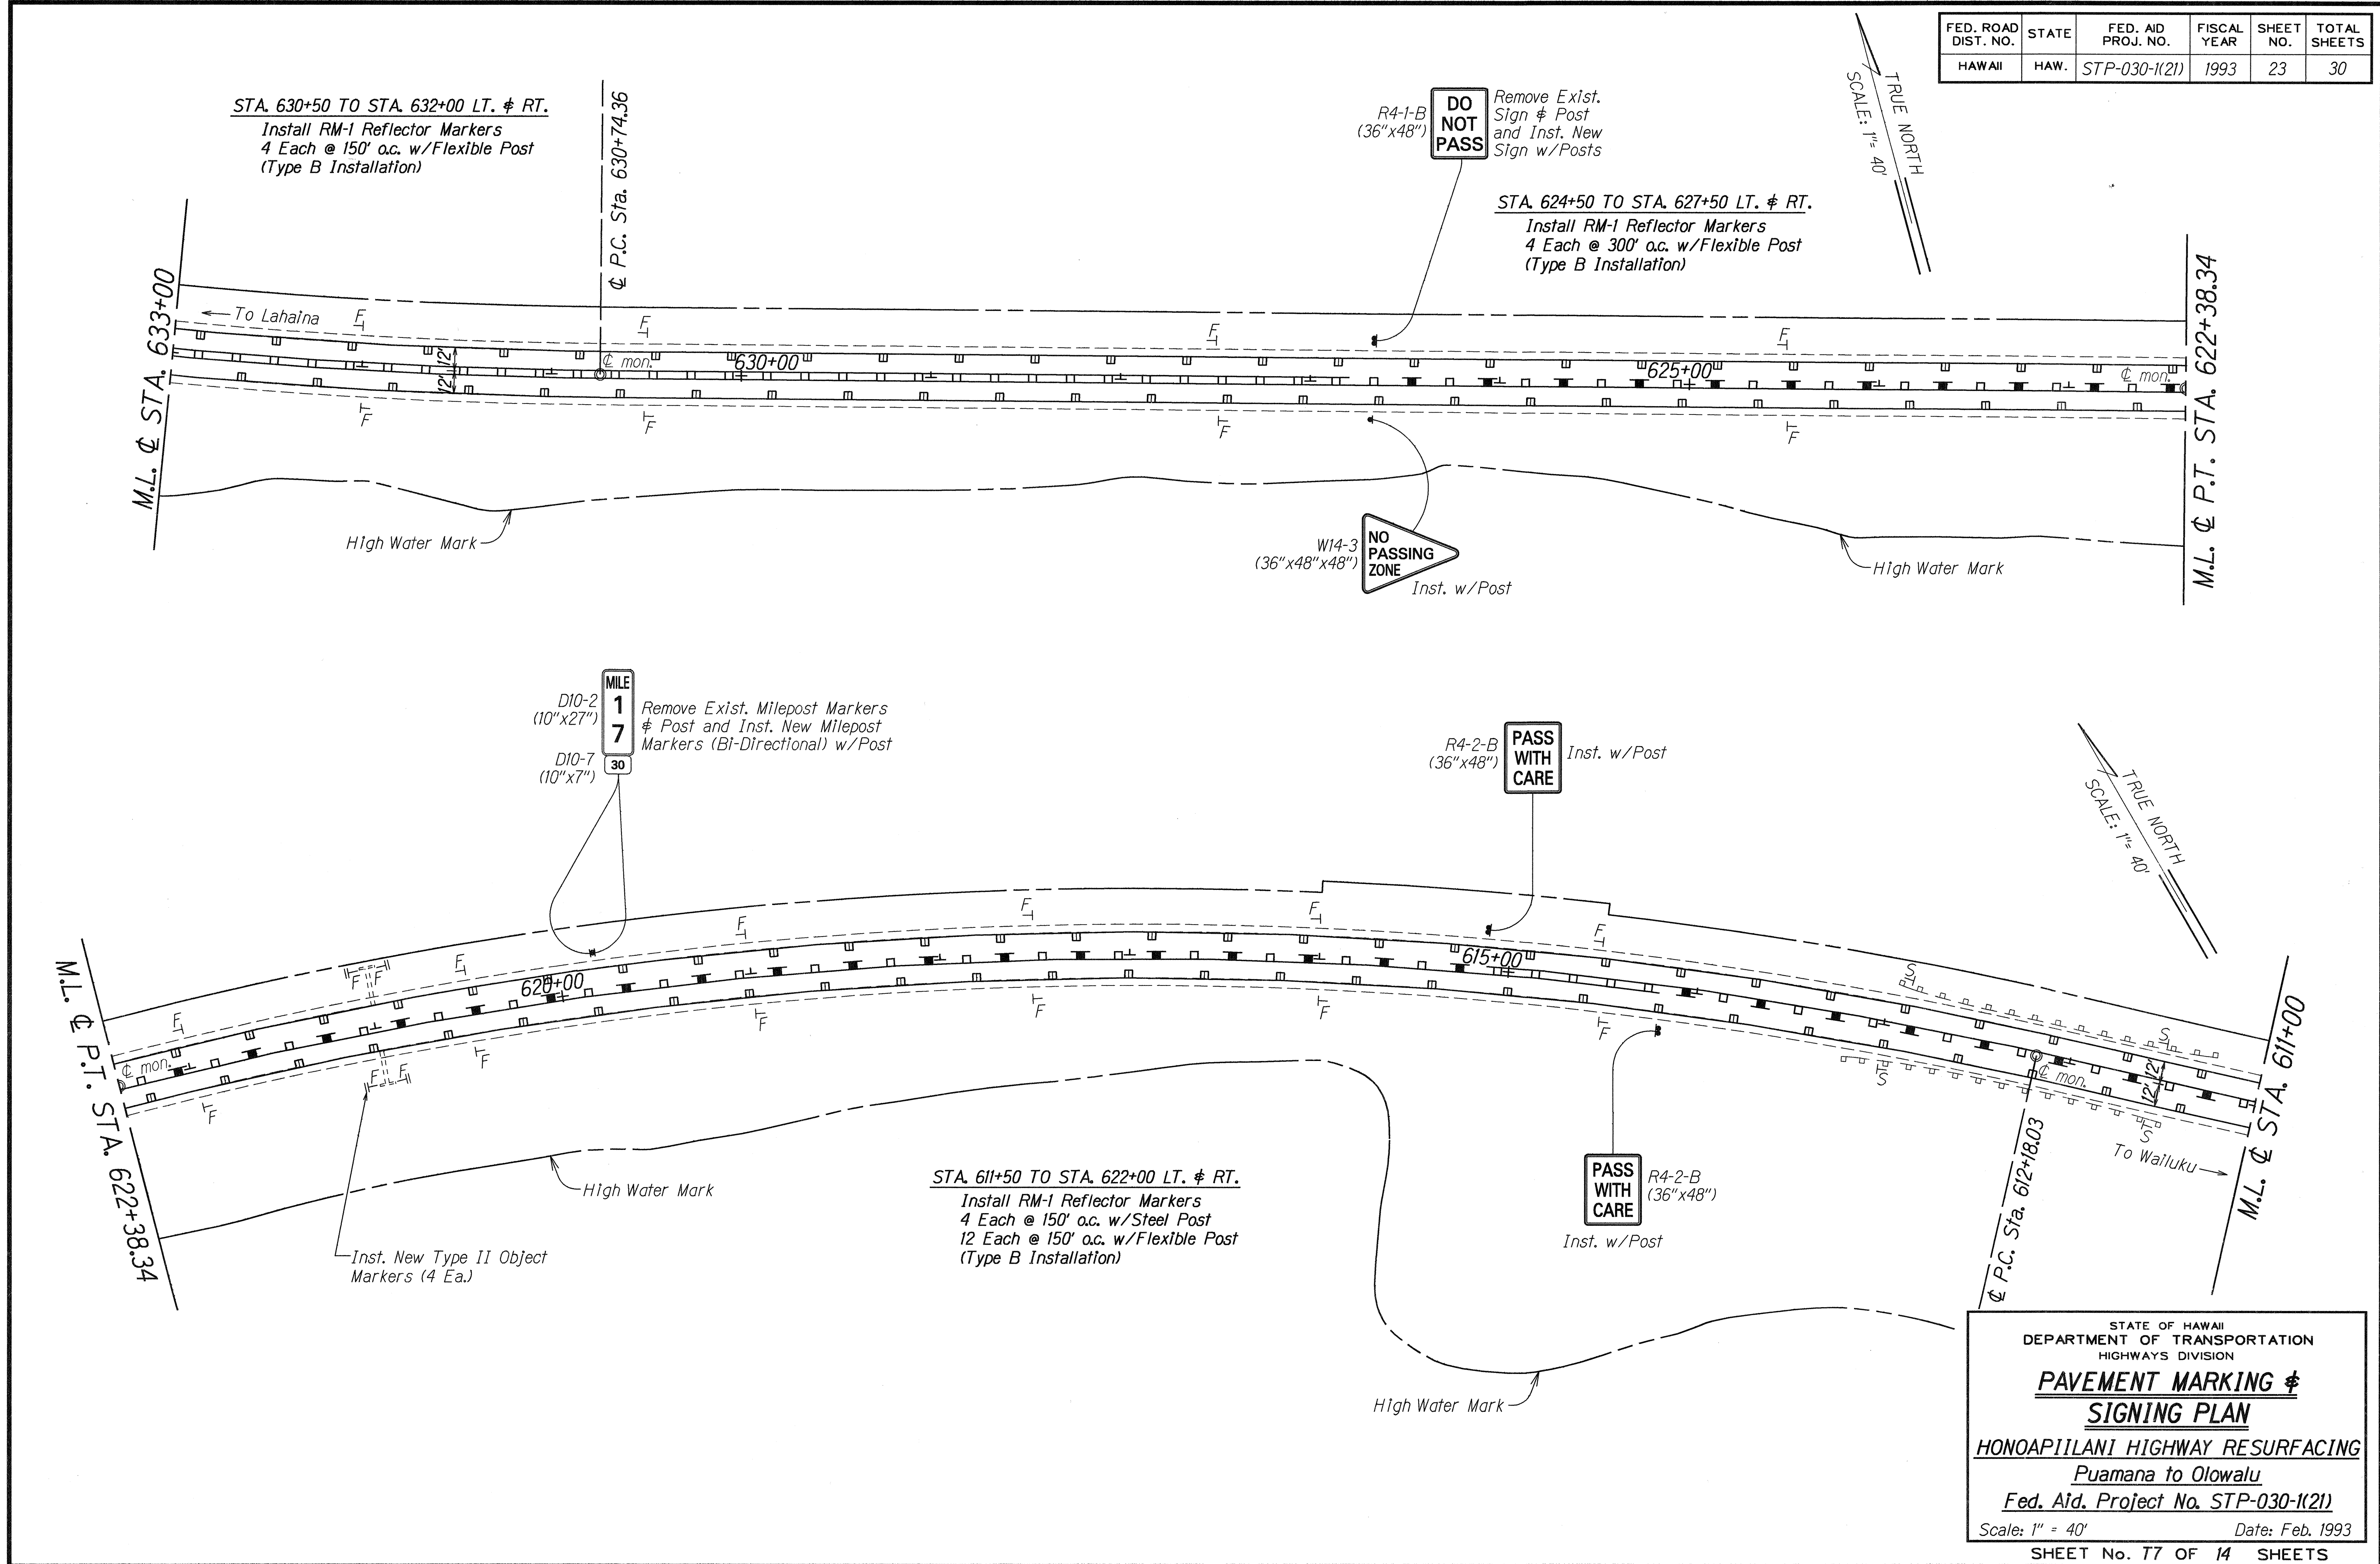 FED. ROAD DIST. NO. STATE FED. AID PROJ. NO. FISCAL YEAR SHEET NO. TOTAL SHEETS
HAWAII HAW. STP-030-1(21) 1993 23 30
STA. 630+50 TO STA. 632+00 LT. & RT.
Install RM-1 Reflector Markers
4 Each @ 150' o.c. w/Flexible Post
(Type B Installation)
℄ P.C. Sta. 630+74.36
R4-1-B
(36"x48")
DO
NOT
PASS
Remove Exist.
Sign & Post
and Inst. New
Sign w/Posts
TRUE NORTH
SCALE: 1"= 40'
STA. 624+50 TO STA. 627+50 LT. & RT.
Install RM-1 Reflector Markers
4 Each @ 300' o.c. w/Flexible Post
(Type B Installation)
M.L. ℄ STA. 633+00
To Lahaina
F
F
F
F
12'
12'
℄ mon.
630+00
625+00
℄ mon.
F
F
F
F
M.L. ℄ P.T. STA. 622+38.34
High Water Mark
W14-3
(36"x48"x48")
NO
PASSING
ZONE
Inst. w/Post
High Water Mark
D10-2
(10"x27")
MILE
1
7
Remove Exist. Milepost Markers
& Post and Inst. New Milepost
Markers (Bi-Directional) w/Post
D10-7
(10"x7")
30
R4-2-B
(36"x48")
PASS
WITH
CARE
Inst. w/Post
TRUE NORTH
SCALE: 1"= 40'
M.L. ℄ P.T. STA. 622+38.34
F
F F
F
F
F
F
F
S
S
℄ mon.
620+00
615+00
℄ mon.
12'
12'
F
F F
F
F
F
F
F
S
S
To Wailuku
M.L. ℄ STA. 611+00
℄ P.C. Sta. 612+18.03
High Water Mark
Inst. New Type II Object
Markers (4 Ea.)
STA. 611+50 TO STA. 622+00 LT. & RT.
Install RM-1 Reflector Markers
4 Each @ 150' o.c. w/Steel Post
12 Each @ 150' o.c. w/Flexible Post
(Type B Installation)
PASS
WITH
CARE
R4-2-B
(36"x48")
Inst. w/Post
High Water Mark
STATE OF HAWAII
DEPARTMENT OF TRANSPORTATION
HIGHWAYS DIVISION
PAVEMENT MARKING &
SIGNING PLAN
HONOAPIILANI HIGHWAY RESURFACING
Puamana to Olowalu
Fed. Aid. Project No. STP-030-1(21)
Scale: 1" = 40' Date: Feb. 1993
SHEET No. T7 OF 14 SHEETS